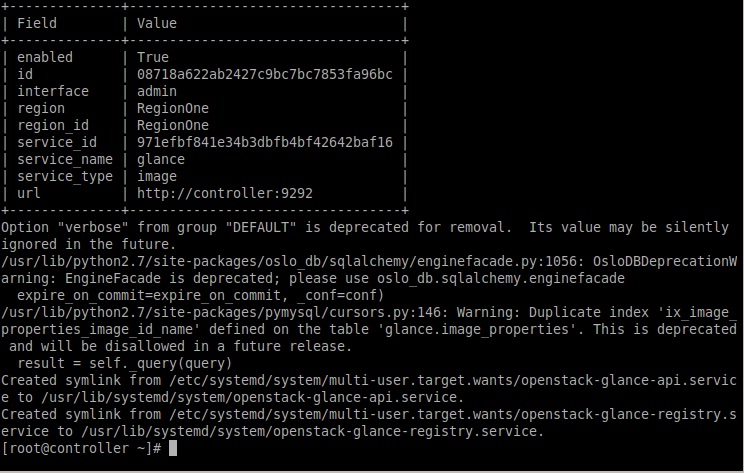 +--------------+----------------------------------+
| Field        | Value                            |
+--------------+----------------------------------+
| enabled      | True                             |
| id           | 08718a622ab2427c9bc7bc7853fa96bc |
| interface    | admin                            |
| region       | RegionOne                        |
| region_id    | RegionOne                        |
| service_id   | 971efbf841e34b3dbfb4bf42642baf16 |
| service_name | glance                           |
| service_type | image                            |
| url          | http://controller:9292           |
+--------------+----------------------------------+
Option "verbose" from group "DEFAULT" is deprecated for removal.  Its value may be silently
ignored in the future.
/usr/lib/python2.7/site-packages/oslo_db/sqlalchemy/enginefacade.py:1056: OsloDBDeprecationW
arning: EngineFacade is deprecated; please use oslo_db.sqlalchemy.enginefacade
  expire_on_commit=expire_on_commit, _conf=conf)
/usr/lib/python2.7/site-packages/pymysql/cursors.py:146: Warning: Duplicate index 'ix_image_
properties_image_id_name' defined on the table 'glance.image_properties'. This is deprecated
 and will be disallowed in a future release.
  result = self._query(query)
Created symlink from /etc/systemd/system/multi-user.target.wants/openstack-glance-api.servic
e to /usr/lib/systemd/system/openstack-glance-api.service.
Created symlink from /etc/systemd/system/multi-user.target.wants/openstack-glance-registry.s
ervice to /usr/lib/systemd/system/openstack-glance-registry.service.
[root@controller ~]#